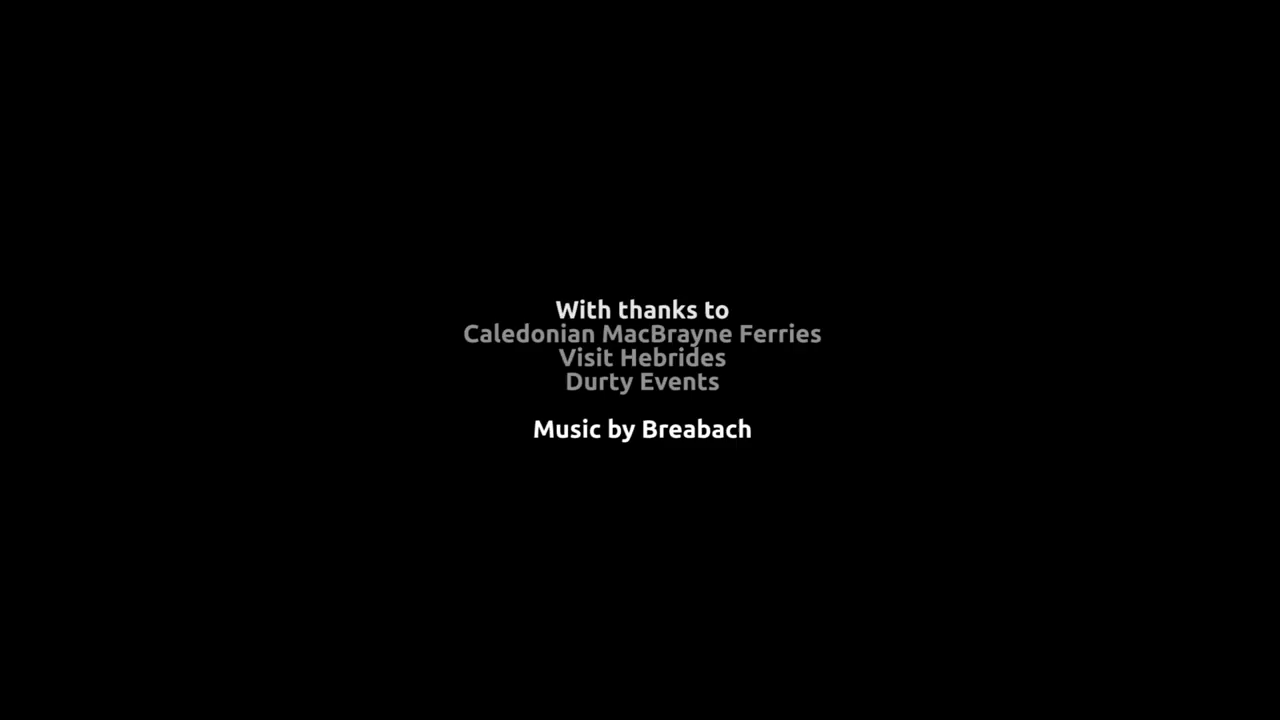 With thanks to
Caledonian MacBrayne Ferries
Visit Hebrides
Durty Events
Music by Breabach